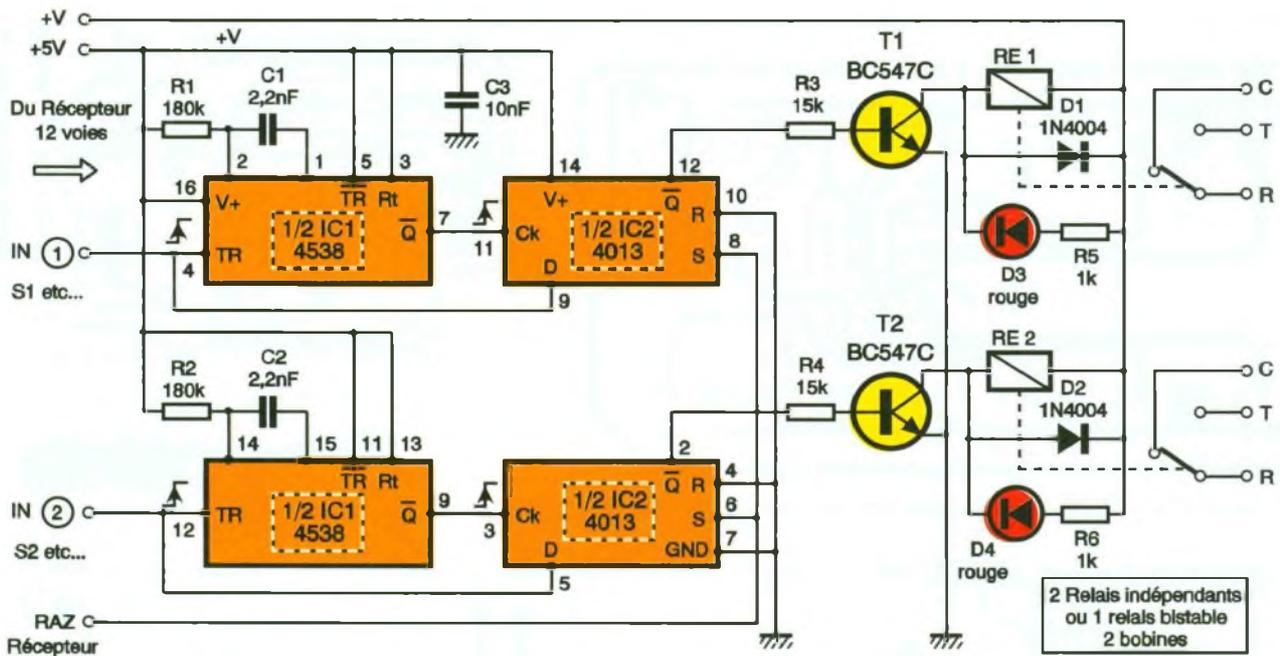 +V
+5V
+V
Du Récepteur
12 voies
R1
180k
C1
2,2nF
C3
10nF
2
1
5
3
16
V+
TR
Rt
1/2 IC1
4538
Q
7
IN 1
TR
4
S1 etc...
14
12
V+
Q
R
10
11
Ck
1/2 IC2
4013
S
8
D
9
R3
15k
T1
BC547C
RE 1
D1
1N4004
D3
rouge
R5
1k
C
T
R
R2
180k
C2
2,2nF
14
15
11
13
TR
Rt
IN 2
12
TR
1/2 IC1
4538
Q
9
S2 etc...
2
Q
R
4
3
Ck
1/2 IC2
4013
S
6
GND
7
D
5
R4
15k
T2
BC547C
RE 2
D2
1N4004
D4
rouge
R6
1k
C
T
R
RAZ
Récepteur
2 Relais indépendants
ou 1 relais bistable
2 bobines